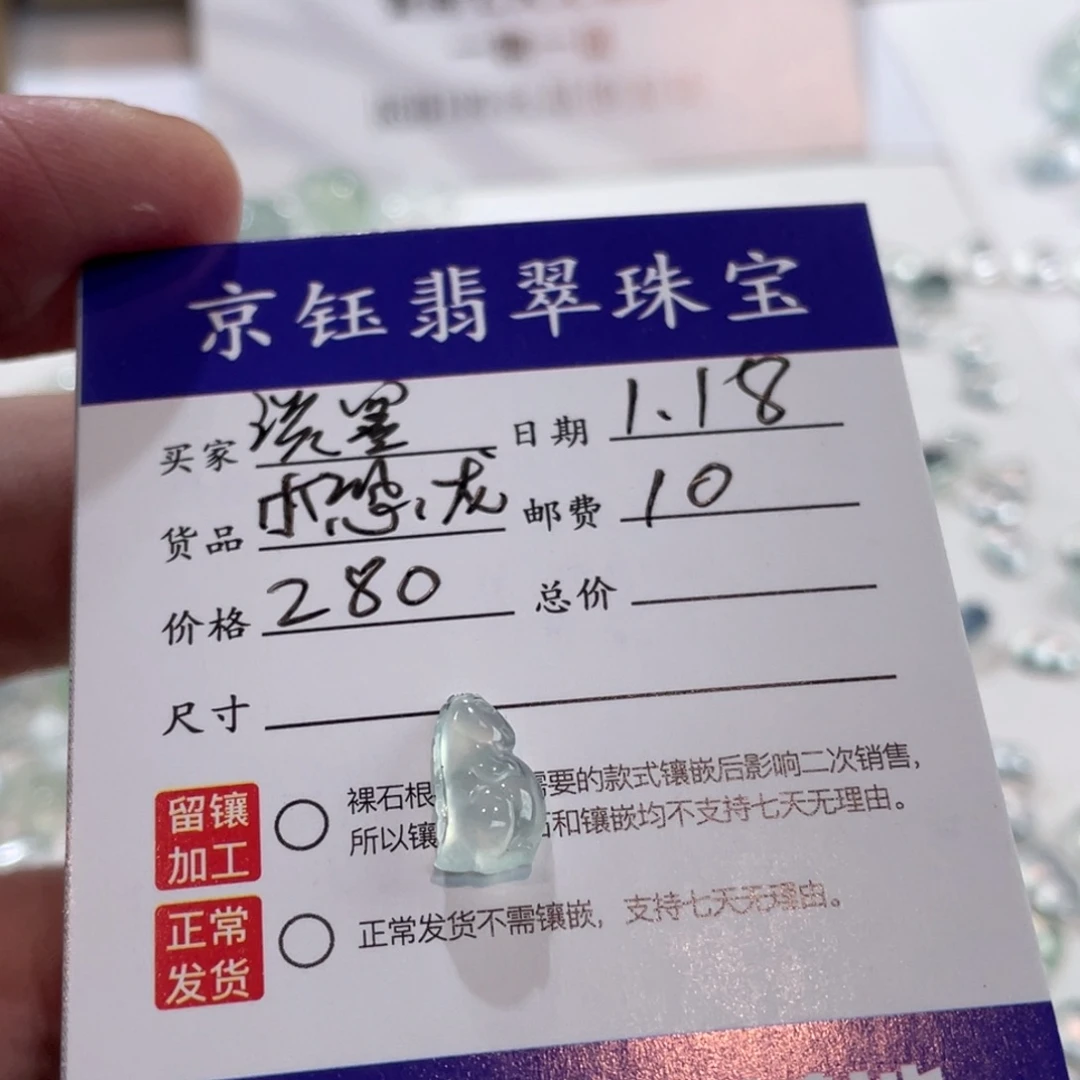 京钰翡翠珠宝
买家 流墨 日期 1.18
货品 龙 邮费 10
价格 280 总价
尺寸
留镶加工 裸石根 需要的款式镶嵌后影响二次销售，
所以镶 石和镶嵌均不支持七天无理由。
正常发货 正常发货不需镶嵌，支持七天无理由。